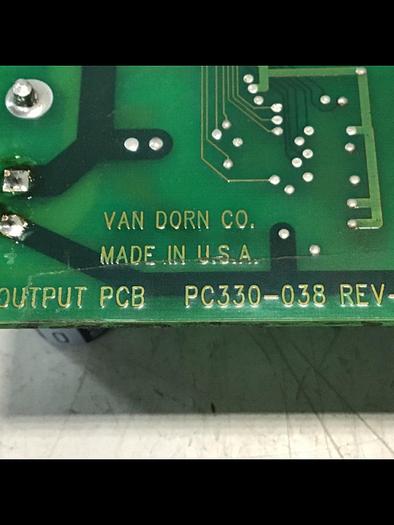 VAN DORN CO.
MADE IN U.S.A.
OUTPUT PCB PC330-038 REV-